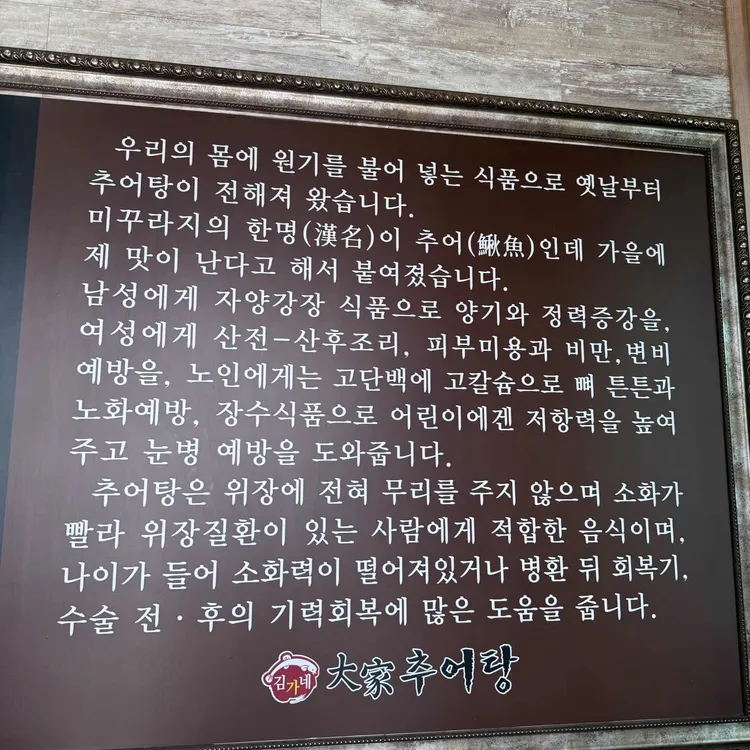 우리의 몸에 원기를 불어 넣는 식품으로 옛날부터
추어탕이 전해져 왔습니다.
미꾸라지의 한명(漢名)이 추어(鰍魚)인데 가을에
제 맛이 난다고 해서 붙여졌습니다.
남성에게 자양강장 식품으로 양기와 정력증강을,
여성에게 산전-산후조리, 피부미용과 비만,변비
예방을, 노인에게는 고단백에 고칼슘으로 뼈 튼튼과
노화예방, 장수식품으로 어린이에겐 저항력을 높여
주고 눈병 예방을 도와줍니다.
추어탕은 위장에 전혀 무리를 주지 않으며 소화가
빨라 위장질환이 있는 사람에게 적합한 음식이며,
나이가 들어 소화력이 떨어져있거나 병환 뒤 회복기,
수술 전·후의 기력회복에 많은 도움을 줍니다.
김가네 大家추어탕